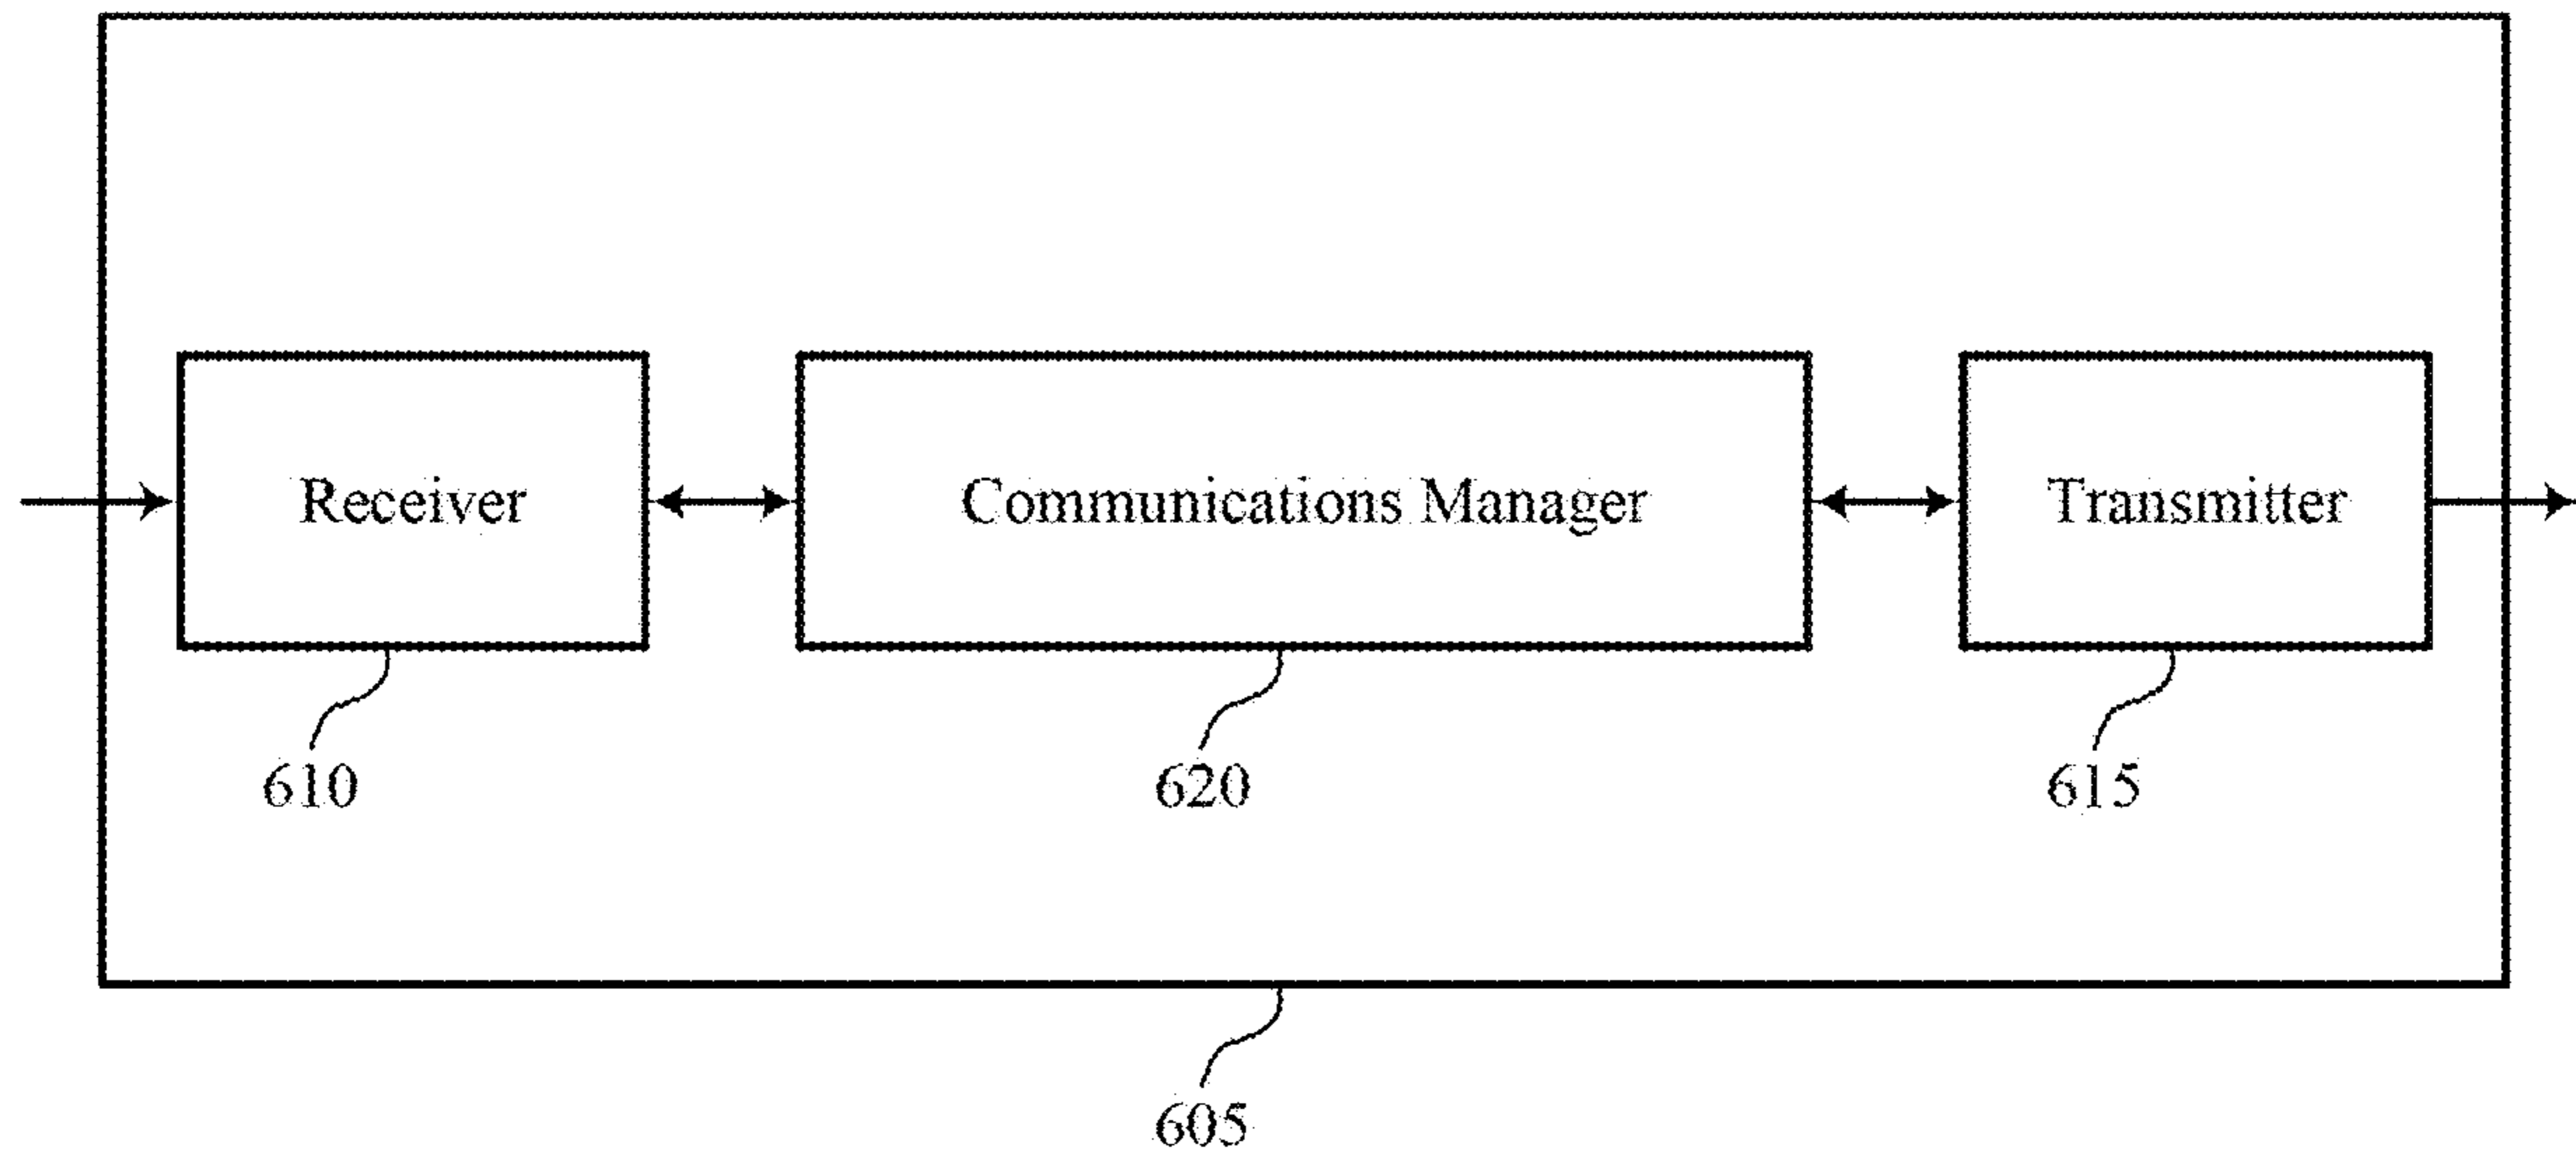 Receiver
Communications Manager
Transmitter
610
620
615
605